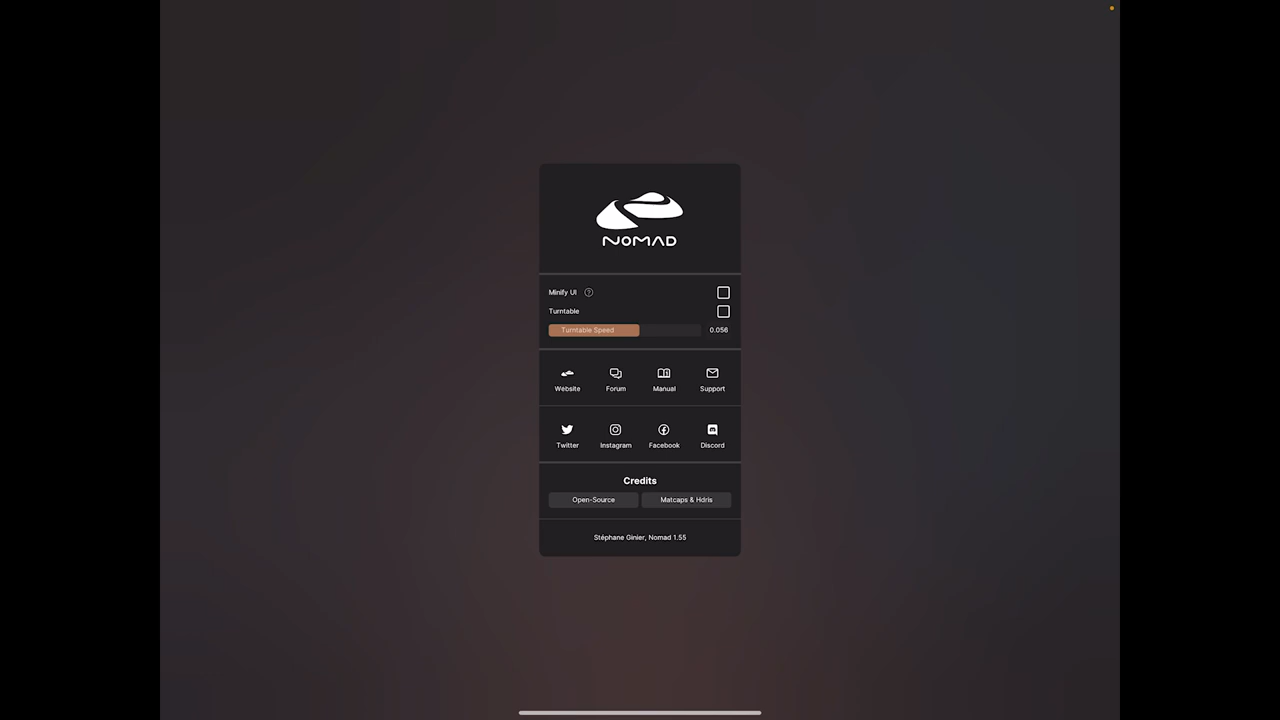 NOMAD
Minify UI ?
Turntable
Turntable Speed 0.056
Website Forum Manual Support
Twitter Instagram Facebook Discord
Credits
Open-Source Matcaps & Hdris
Stéphane Ginier, Nomad 1.55